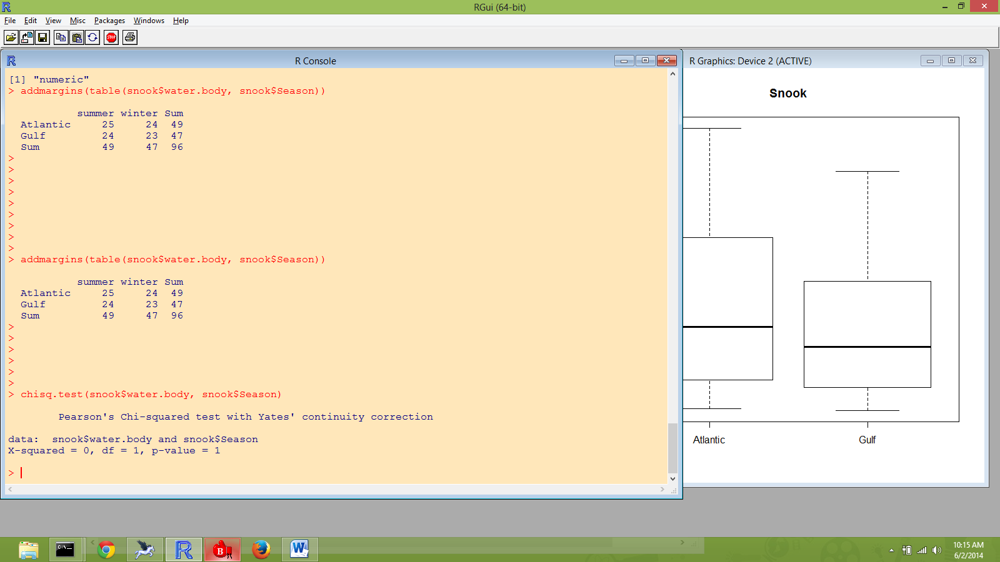 RGui (64-bit)
File Edit View Misc Packages Windows Help
STOP
R Console
[1] "numeric"
> addmargins(table(snook$water.body, snook$Season))
summer winter Sum
Atlantic 25 24 49
Gulf 24 23 47
Sum 49 47 96
>
>
>
>
>
>
>
>
>
> addmargins(table(snook$water.body, snook$Season))
summer winter Sum
Atlantic 25 24 49
Gulf 24 23 47
Sum 49 47 96
>
>
>
>
>
>
> chisq.test(snook$water.body, snook$Season)
Pearson's Chi-squared test with Yates' continuity correction
data:  snook$water.body and snook$Season
X-squared = 0, df = 1, p-value = 1
>
R Graphics: Device 2 (ACTIVE)
Snook
Atlantic Gulf
10:15 AM
6/2/2014